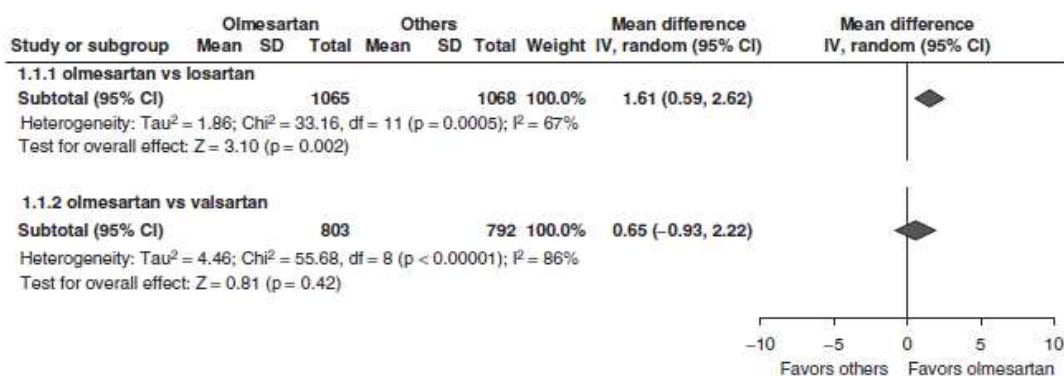 Olmesartan Others Mean difference Mean difference
Study or subgroup Mean SD Total Mean SD Total Weight IV, random (95% CI) IV, random (95% CI)
1.1.1 olmesartan vs losartan
Subtotal (95% CI) 1065 1068 100.0% 1.61 (0.59, 2.62)
Heterogeneity: Tau² = 1.86; Chi² = 33.16, df = 11 (p = 0.0005); I² = 67%
Test for overall effect: Z = 3.10 (p = 0.002)
1.1.2 olmesartan vs valsartan
Subtotal (95% CI) 803 792 100.0% 0.65 (−0.93, 2.22)
Heterogeneity: Tau² = 4.46; Chi² = 55.68, df = 8 (p < 0.00001); I² = 86%
Test for overall effect: Z = 0.81 (p = 0.42)
−10 −5 0 5 10
Favors others Favors olmesartan